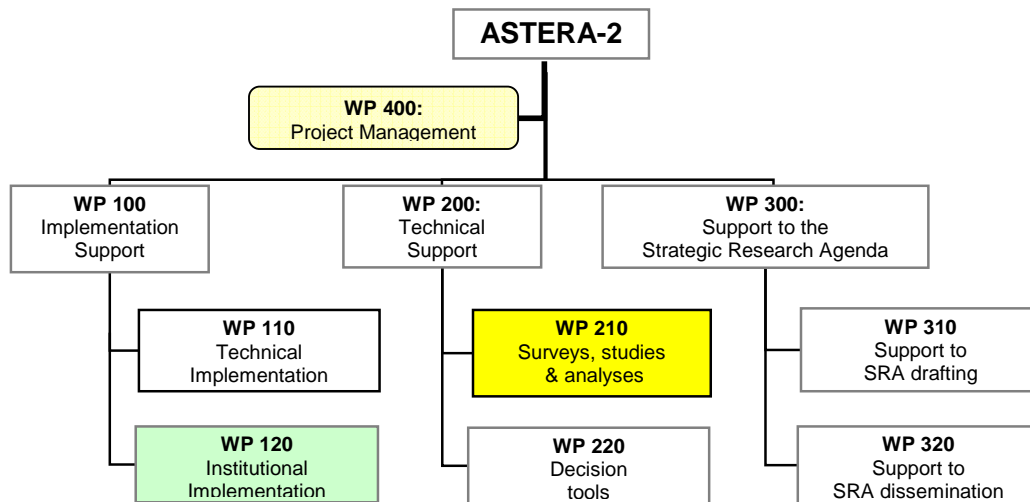 ASTERA-2
WP 400:
Project Management
WP 100
Implementation
Support
WP 200:
Technical
Support
WP 300:
Support to the
Strategic Research Agenda
WP 110
Technical
Implementation
WP 210
Surveys, studies
& analyses
WP 310
Support to
SRA drafting
WP 120
Institutional
Implementation
WP 220
Decision
tools
WP 320
Support to
SRA dissemination